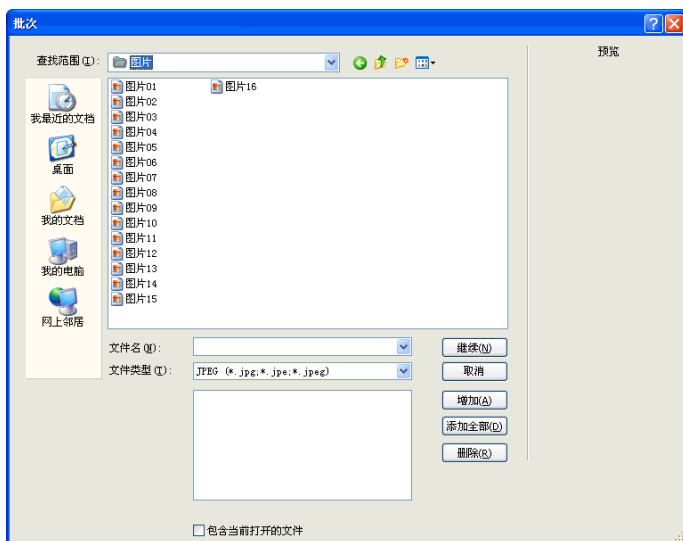 批次
查找范围(I):
图片
预览
我最近的文档
桌面
我的文档
我的电脑
网上邻居
图片01
图片02
图片03
图片04
图片05
图片06
图片07
图片08
图片09
图片10
图片11
图片12
图片13
图片14
图片15
图片16
文件名(N):
继续(N)
文件类型(T):
JPEG (*.jpg;*.jpe;*.jpeg)
取消
增加(A)
添加全部(D)
删除(R)
包含当前打开的文件